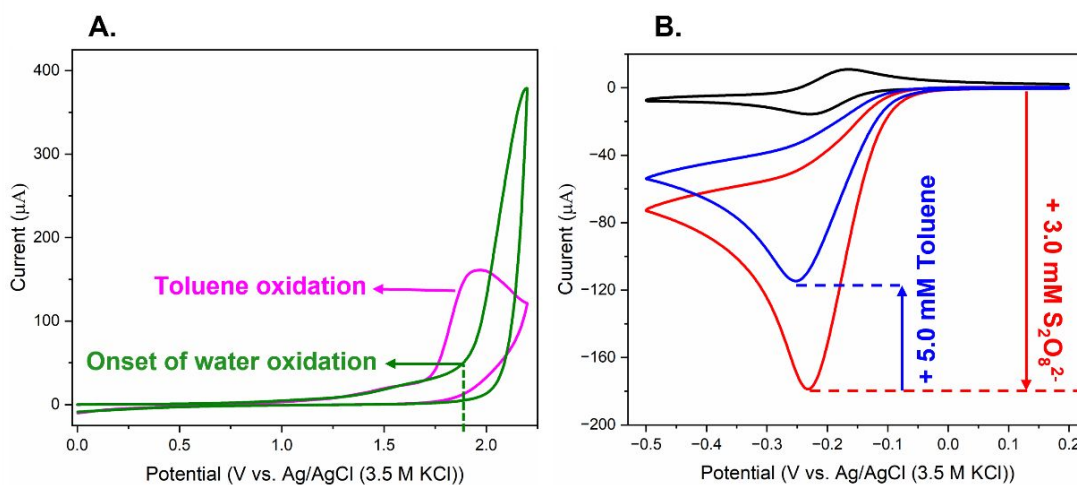 A.
400
300
200
100
0
Current (μA)
Toluene oxidation
Onset of water oxidation
0.0 0.5 1.0 1.5 2.0
Potential (V vs. Ag/AgCl (3.5 M KCl))
B.
0
−40
−80
−120
−160
−200
Cuurent (μA)
+ 5.0 mM Toluene
+ 3.0 mM S₂O₈²⁻
−0.5 −0.4 −0.3 −0.2 −0.1 0.0 0.1 0.2
Potential (V vs. Ag/AgCl (3.5 M KCl))